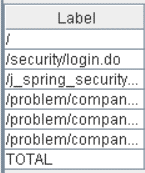 Label
/
/security/login.do
/j_spring_security...
/problem/compan...
/problem/compan...
/problem/compan...
TOTAL